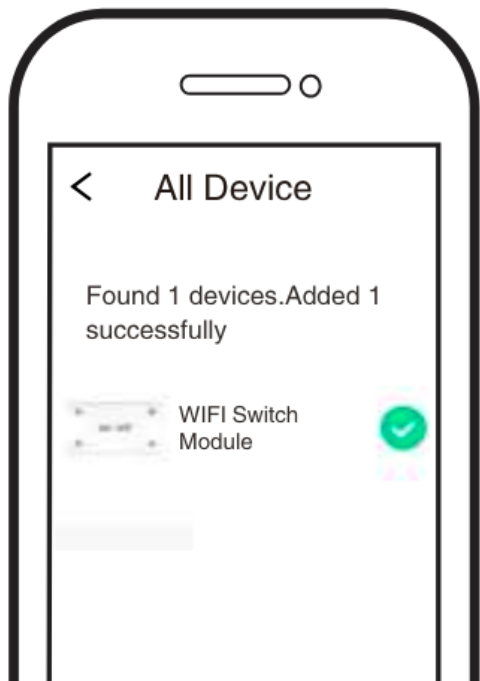 < All Device
Found 1 devices.Added 1
successfully
WIFI Switch
Module